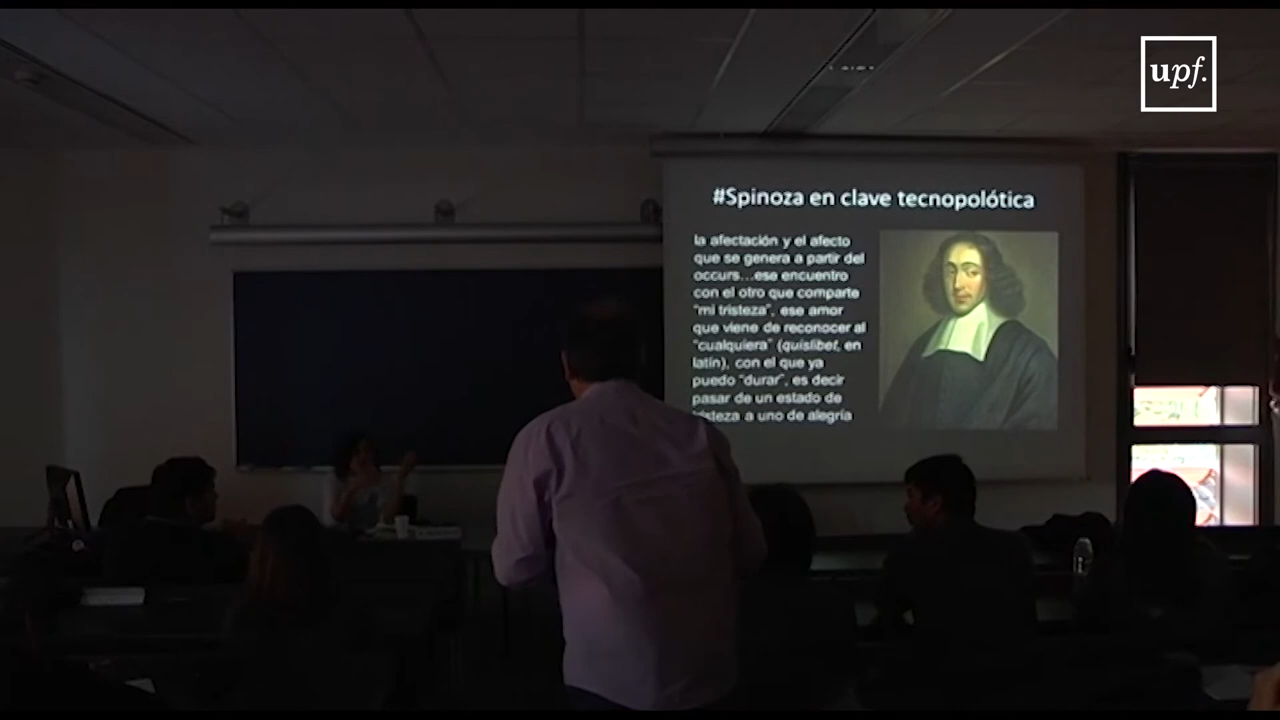 upf.
#Spinoza en clave tecnopolótica
la afectación y el afecto
que se genera a partir del
occurs...ese encuentro
con el otro que comparte
"mi tristeza", ese amor
que viene de reconocer al
"cualquiera" (quislibet, en
latín), con el que ya
puedo "durar", es decir
pasar de un estado de
tristeza a uno de alegría